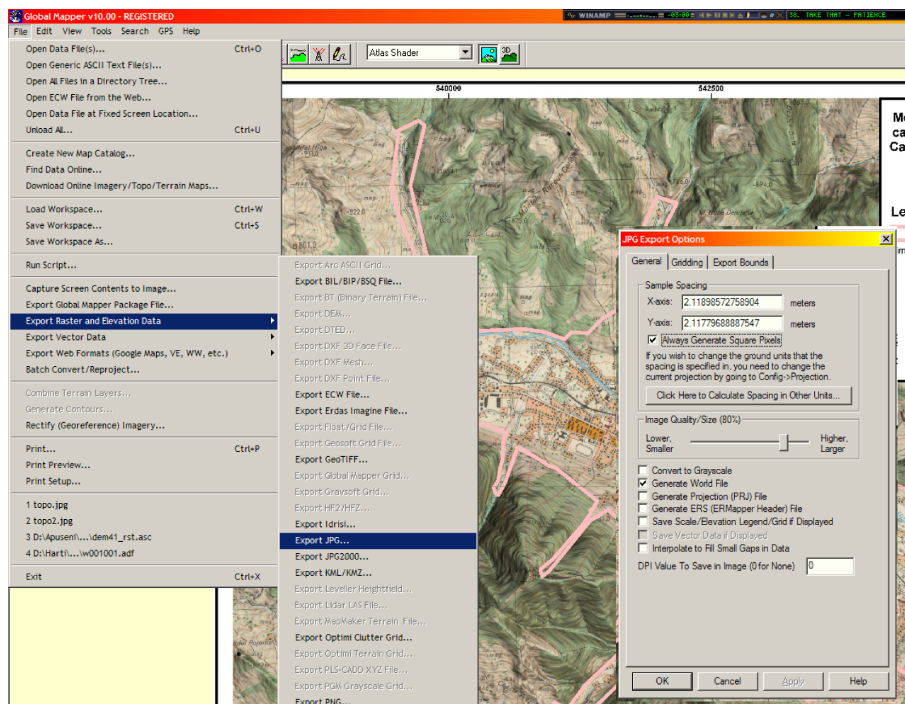 Global Mapper v10.00 - REGISTERED
WINAMP
38. TAKE THAT - PATIENCE
File Edit View Tools Search GPS Help
Open Data File(s)... Ctrl+O
Open Generic ASCII Text File(s)...
Open All Files in a Directory Tree...
Open ECW File from the Web...
Open Data File at Fixed Screen Location...
Unload All... Ctrl+U
Create New Map Catalog...
Find Data Online...
Download Online Imagery/Topo/Terrain Maps...
Load Workspace... Ctrl+W
Save Workspace... Ctrl+S
Save Workspace As...
Run Script...
Capture Screen Contents to Image...
Export Global Mapper Package File...
Export Raster and Elevation Data
Export Vector Data
Export Web Formats (Google Maps, VE, WW, etc.)
Batch Convert/Reproject...
Combine Terrain Layers...
Generate Contours...
Rectify (Georeference) Imagery...
Print... Ctrl+P
Print Preview...
Print Setup...
1 topo.jpg
2 topo2.jpg
3 D:\Apuseni\...\dem41_rst.asc
4 D:\Harti\...\w001001.adf
Exit Ctrl+X
Atlas Shader
3D
540000 542500
Export Arc ASCII Grid...
Export BIL/BIP/BSQ File...
Export BT (Binary Terrain) File...
Export DEM...
Export DTED...
Export DXF 3D Face File...
Export DXF Mesh...
Export DXF Point File...
Export ECW File...
Export Erdas Imagine File...
Export Float/Grid File...
Export Geosoft Grid File...
Export GeoTIFF...
Export Global Mapper Grid...
Export Gravsoft Grid...
Export HF2/HFZ...
Export Idrisi...
Export JPG...
Export JPG2000...
Export KML/KMZ...
Export Leveller Heightfield...
Export Lidar LAS File...
Export MapMaker Terrain File...
Export Optimi Clutter Grid...
Export Optimi Terrain Grid...
Export PLS-CADD XYZ File...
Export PGM Grayscale Grid...
Export PNG...
JPG Export Options
General Gridding Export Bounds
Sample Spacing
X-axis: 2.11898572758904 meters
Y-axis: 2.11779688887547 meters
Always Generate Square Pixels
If you wish to change the ground units that the
spacing is specified in, you need to change the
current projection by going to Config->Projection.
Click Here to Calculate Spacing in Other Units...
Image Quality/Size (80%)
Lower, Higher,
Smaller Larger
Convert to Grayscale
Generate World File
Generate Projection (PRJ) File
Generate ERS (ERMapper Header) File
Save Scale/Elevation Legend/Grid if Displayed
Save Vector Data if Displayed
Interpolate to Fill Small Gaps in Data
DPI Value To Save in Image (0 for None) 0
OK Cancel Apply Help